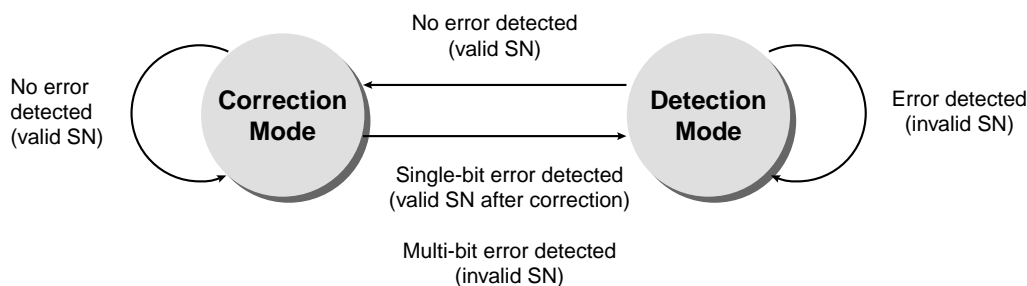 No error detected
(valid SN)
No error
detected
(valid SN)
Correction
Mode
Detection
Mode
Error detected
(invalid SN)
Single-bit error detected
(valid SN after correction)
Multi-bit error detected
(invalid SN)